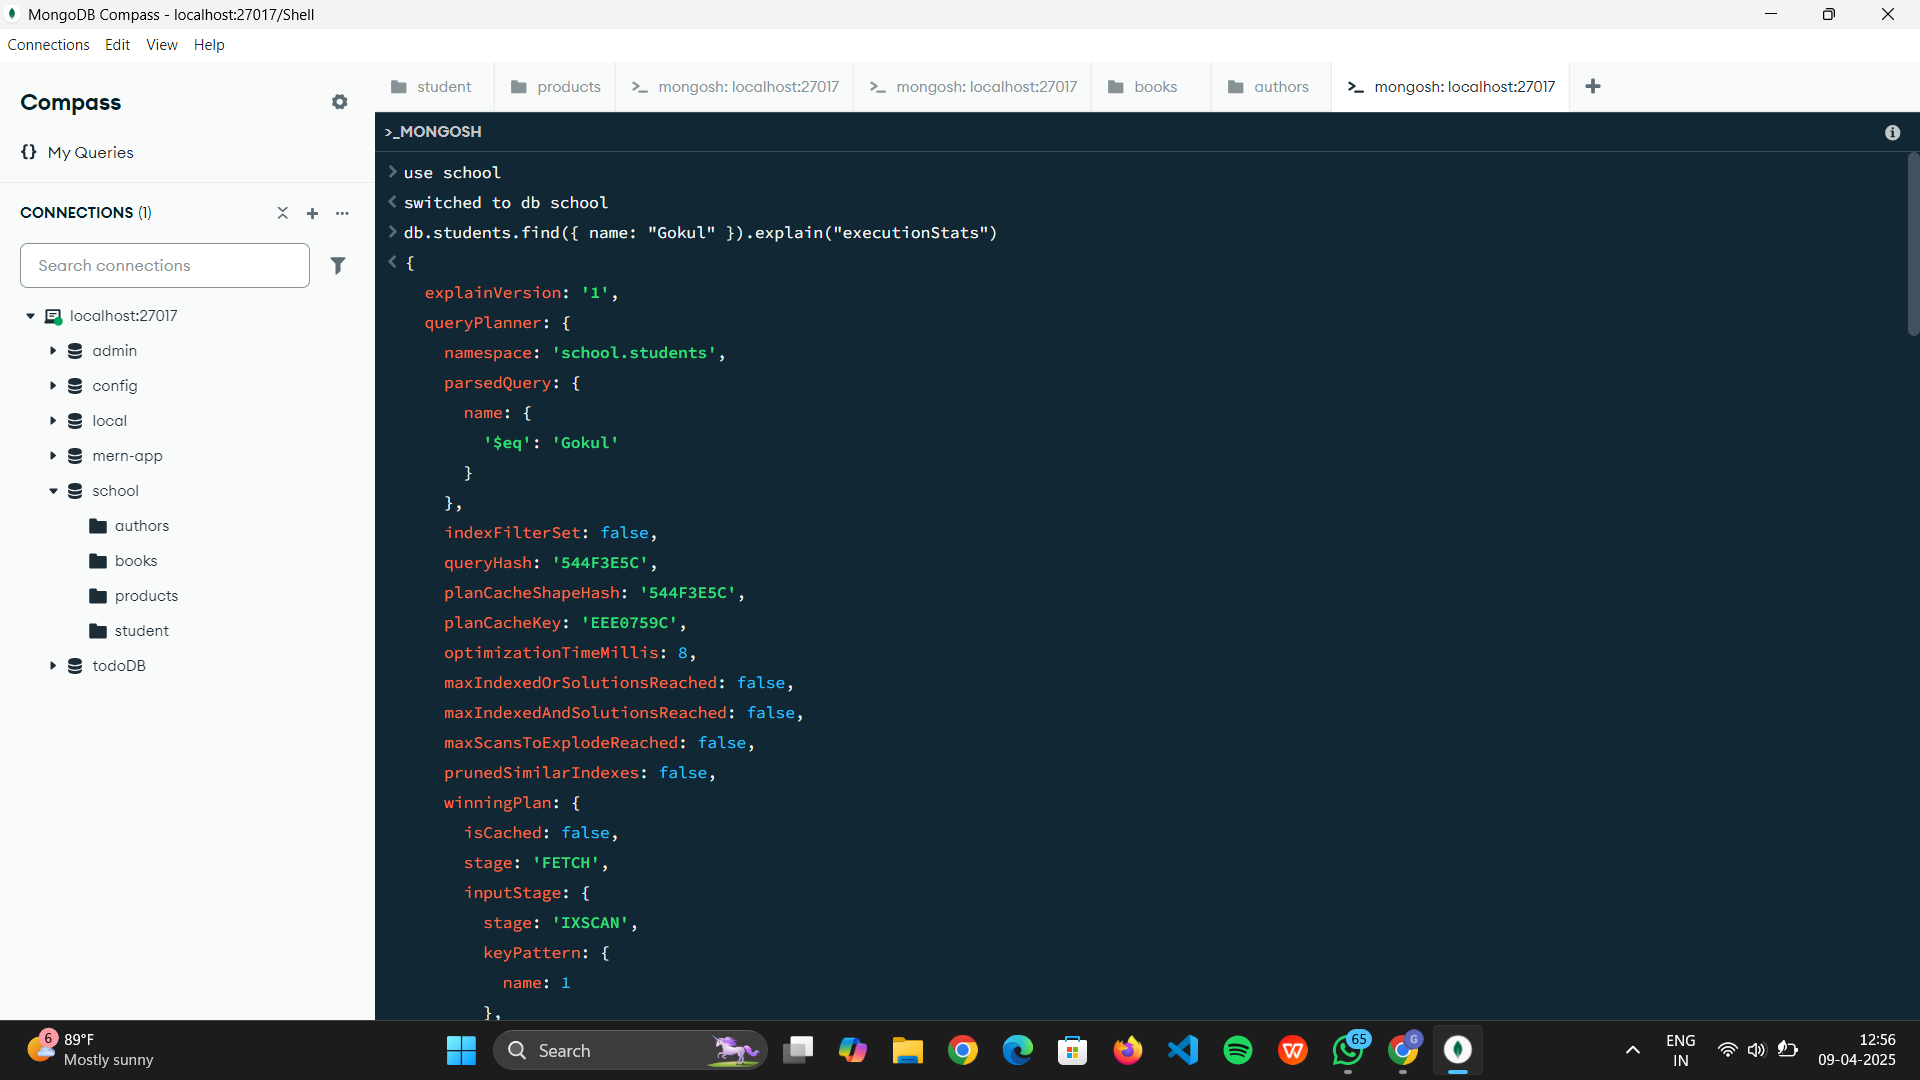 MongoDB Compass - localhost:27017/Shell
Connections Edit View Help
Compass
{} My Queries
CONNECTIONS (1)
Search connections
localhost:27017
admin
config
local
mern-app
school
authors
books
products
student
todoDB
student products mongosh: localhost:27017 mongosh: localhost:27017 books authors mongosh: localhost:27017
>_MONGOSH
> use school
< switched to db school
> db.students.find({ name: "Gokul" }).explain("executionStats")
< {
explainVersion: '1',
queryPlanner: {
namespace: 'school.students',
parsedQuery: {
name: {
'$eq': 'Gokul'
}
},
indexFilterSet: false,
queryHash: '544F3E5C',
planCacheShapeHash: '544F3E5C',
planCacheKey: 'EEE0759C',
optimizationTimeMillis: 8,
maxIndexedOrSolutionsReached: false,
maxIndexedAndSolutionsReached: false,
maxScansToExplodeReached: false,
prunedSimilarIndexes: false,
winningPlan: {
isCached: false,
stage: 'FETCH',
inputStage: {
stage: 'IXSCAN',
keyPattern: {
name: 1
},
6
89°F
Mostly sunny
Search
65
G
ENG
IN
12:56
09-04-2025